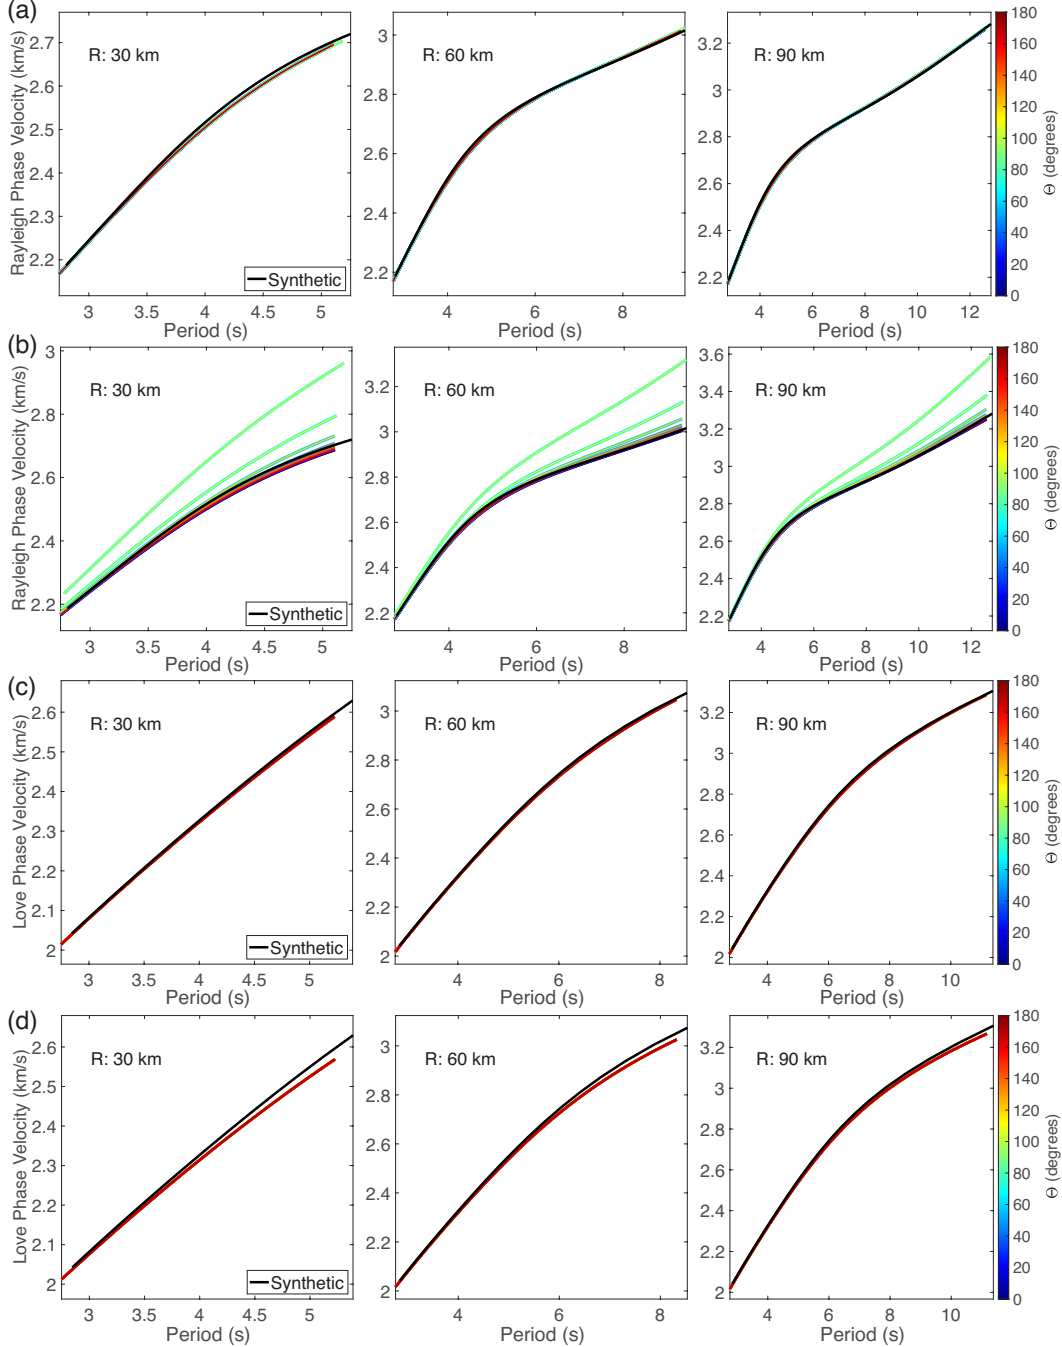 (a)
Rayleigh Phase Velocity (km/s)
2.7
2.6
2.5
2.4
2.3
2.2
R: 30 km
Synthetic
3 3.5 4 4.5 5
Period (s)
3
2.8
2.6
2.4
2.2
R: 60 km
4 6 8
Period (s)
3.2
3
2.8
2.6
2.4
2.2
R: 90 km
4 6 8 10 12
Period (s)
180
160
140
120
100
80
60
40
20
0
Θ (degrees)
(b)
Rayleigh Phase Velocity (km/s)
3
2.8
2.6
2.4
2.2
R: 30 km
Synthetic
3 3.5 4 4.5 5
Period (s)
3.2
3
2.8
2.6
2.4
2.2
R: 60 km
4 6 8
Period (s)
3.6
3.4
3.2
3
2.8
2.6
2.4
2.2
R: 90 km
4 6 8 10 12
Period (s)
180
160
140
120
100
80
60
40
20
0
Θ (degrees)
(c)
Love Phase Velocity (km/s)
2.6
2.5
2.4
2.3
2.2
2.1
2
R: 30 km
Synthetic
3 3.5 4 4.5 5
Period (s)
3
2.8
2.6
2.4
2.2
2
R: 60 km
4 6 8
Period (s)
3.2
3
2.8
2.6
2.4
2.2
2
R: 90 km
4 6 8 10
Period (s)
180
160
140
120
100
80
60
40
20
0
Θ (degrees)
(d)
Love Phase Velocity (km/s)
2.6
2.5
2.4
2.3
2.2
2.1
2
R: 30 km
Synthetic
3 3.5 4 4.5 5
Period (s)
3
2.8
2.6
2.4
2.2
2
R: 60 km
4 6 8
Period (s)
3.2
3
2.8
2.6
2.4
2.2
2
R: 90 km
4 6 8 10
Period (s)
180
160
140
120
100
80
60
40
20
0
Θ (degrees)